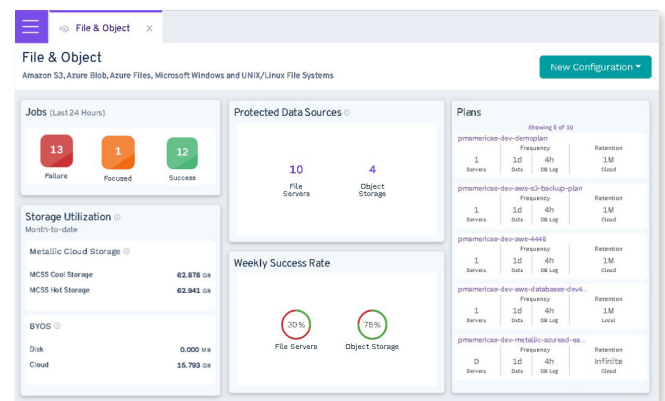 File & Object
File & Object
Amazon S3, Azure Blob, Azure Files, Microsoft Windows and UNIX/Linux File Systems
New Configuration
Jobs (Last 24 Hours)
13
Failure
1
Focused
12
Success
Storage Utilization
Month-to-date
Metallic Cloud Storage
MCSS Cool Storage 62.878 GB
MCSS Hot Storage 62.941 GB
BYOS
Disk 0.000 MB
Cloud 15.793 GB
Protected Data Sources
10
File
Servers
4
Object
Storage
Weekly Success Rate
30%
File Servers
75%
Object Storage
Plans
Showing 5 of 10
pmamericas-dev-demoplan
Frequency Retention
1 1d 4h 1M
Servers Data DB Log Cloud
pmamericas-dev-aws-s3-backup-plan
Frequency Retention
1 1d 4h 1M
Servers Data DB Log Cloud
pmamericas-dev-aws-4448
Frequency Retention
1 1d 4h 1M
Servers Data DB Log Cloud
pmamericas-dev-aws-databases-dev4...
Frequency Retention
1 1d 4h 1M
Servers Data DB Log Local
pmamericas-dev-metallic-azuread-ea...
Frequency Retention
0 1d 4h Infinite
Servers Data DB Log Cloud